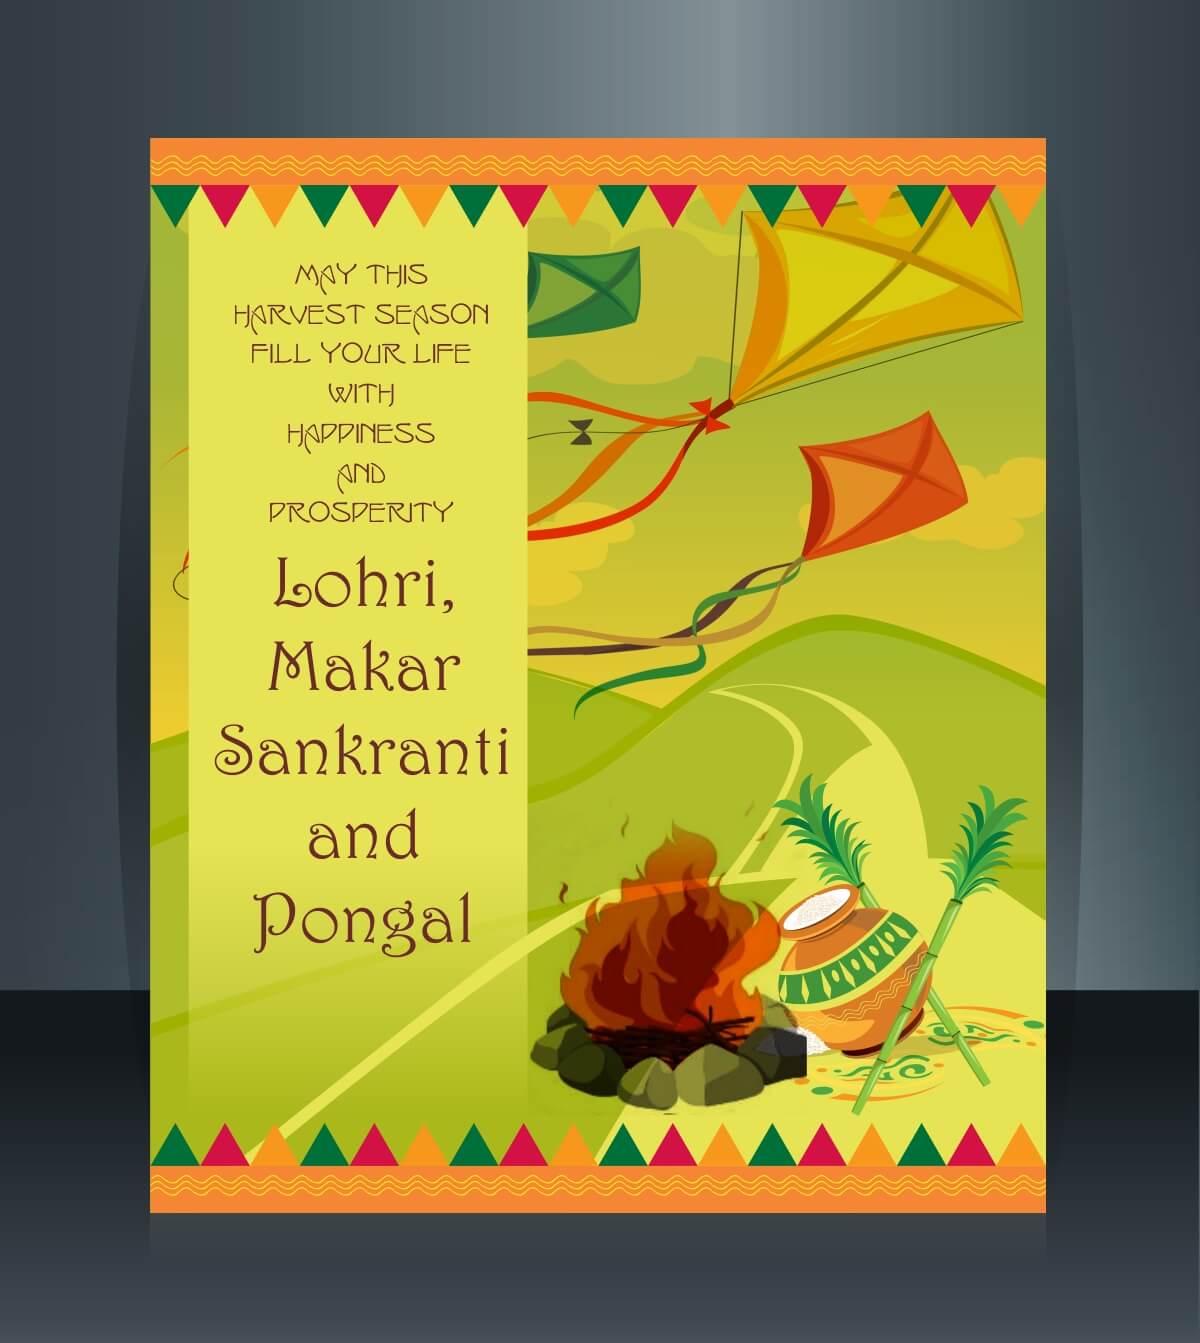 MAY THIS
HARVEST SEASON
FILL YOUR LIFE
WITH
HAPPINESS
AND
PROSPERITY
Lohri,
Makar
Sankranti
and
Pongal